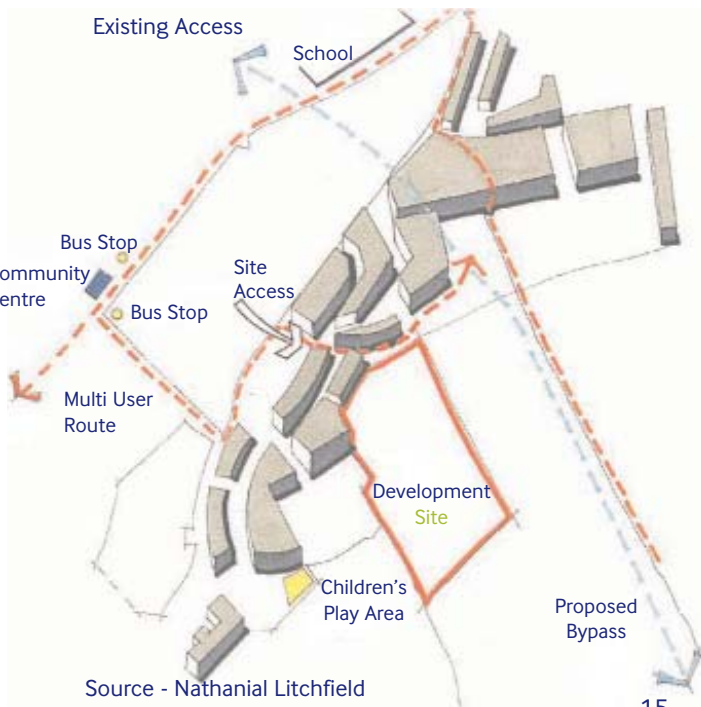 Existing Access
School
Bus Stop
ommunity
entre
Bus Stop
Site
Access
Multi User
Route
Development
Site
Children's
Play Area
Proposed
Bypass
Source - Nathanial Litchfield
15